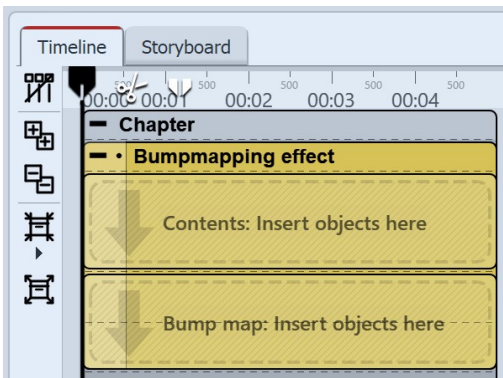 Timeline Storyboard
500 500 500 500 500
00:00 00:01 00:02 00:03 00:04
Chapter
Bumpmapping effect
Contents: Insert objects here
Bump map: Insert objects here